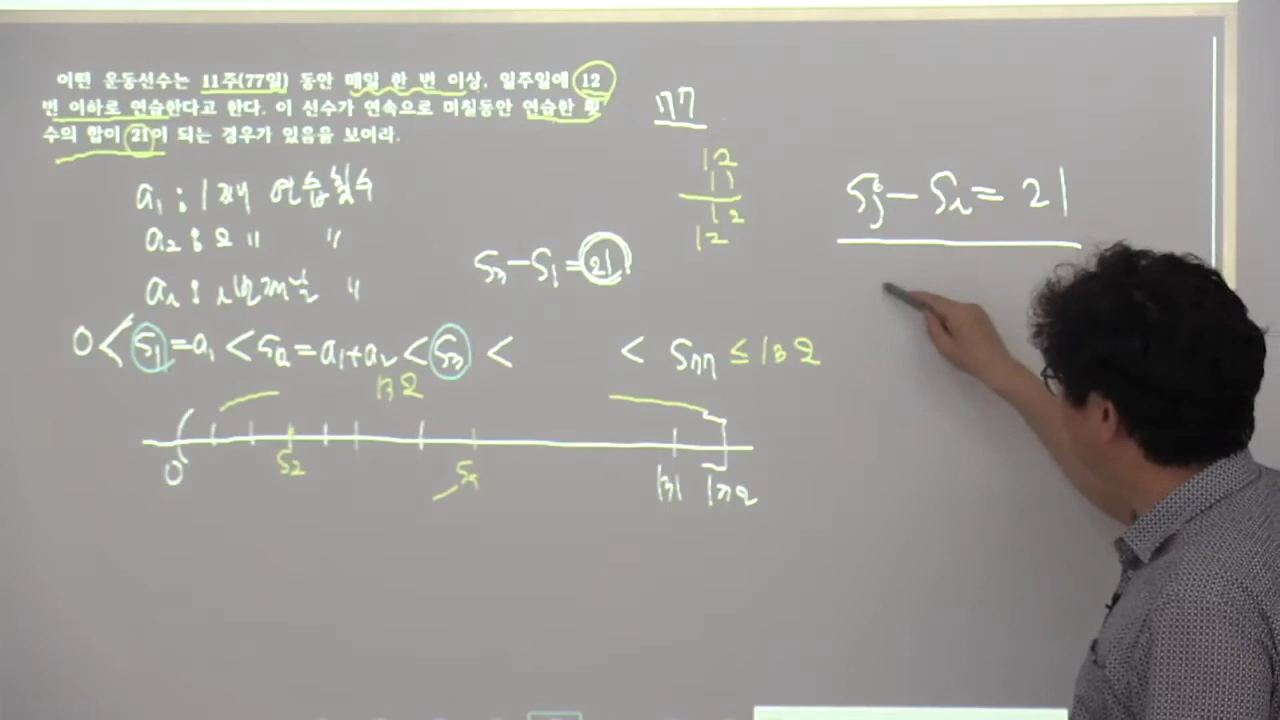 어떤 운동선수는 11주(77일) 동안 매일 한 번 이상, 일주일에 12
번 이하로 연습한다고 한다. 이 선수가 연속으로 며칠동안 연습한 횟
수의 합이 21이 되는 경우가 있음을 보이라.
77
12
11
12
12
a₁ : 1째 연습횟수
a₂ : 2 〃 〃
aᵢ : i번째날 〃
S₃-S₁=21
Sⱼ-Sᵢ=21
0<S₁=a₁<S₂=a₁+a₂<S₃< <S₇₇≤132
132
0 S₂ 131 132